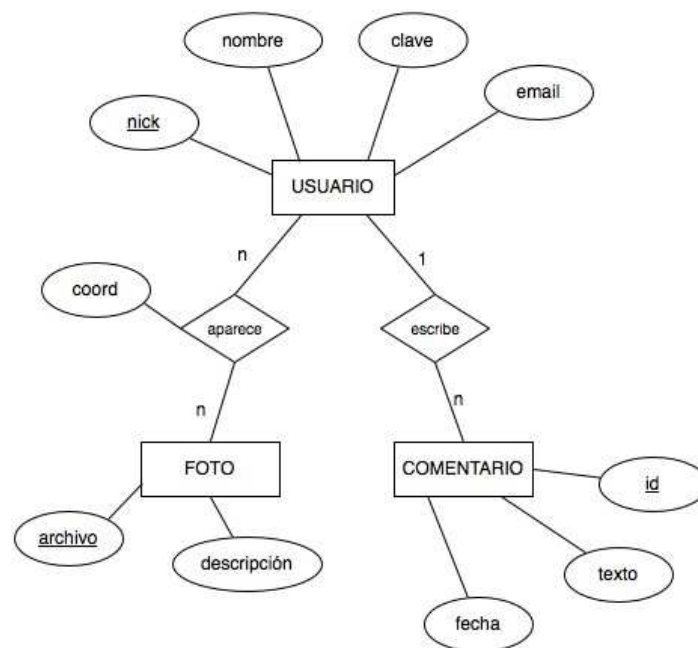 nombre
clave
email
nick
USUARIO
n
1
coord
aparece
escribe
n
n
FOTO
COMENTARIO
id
archivo
descripción
texto
fecha